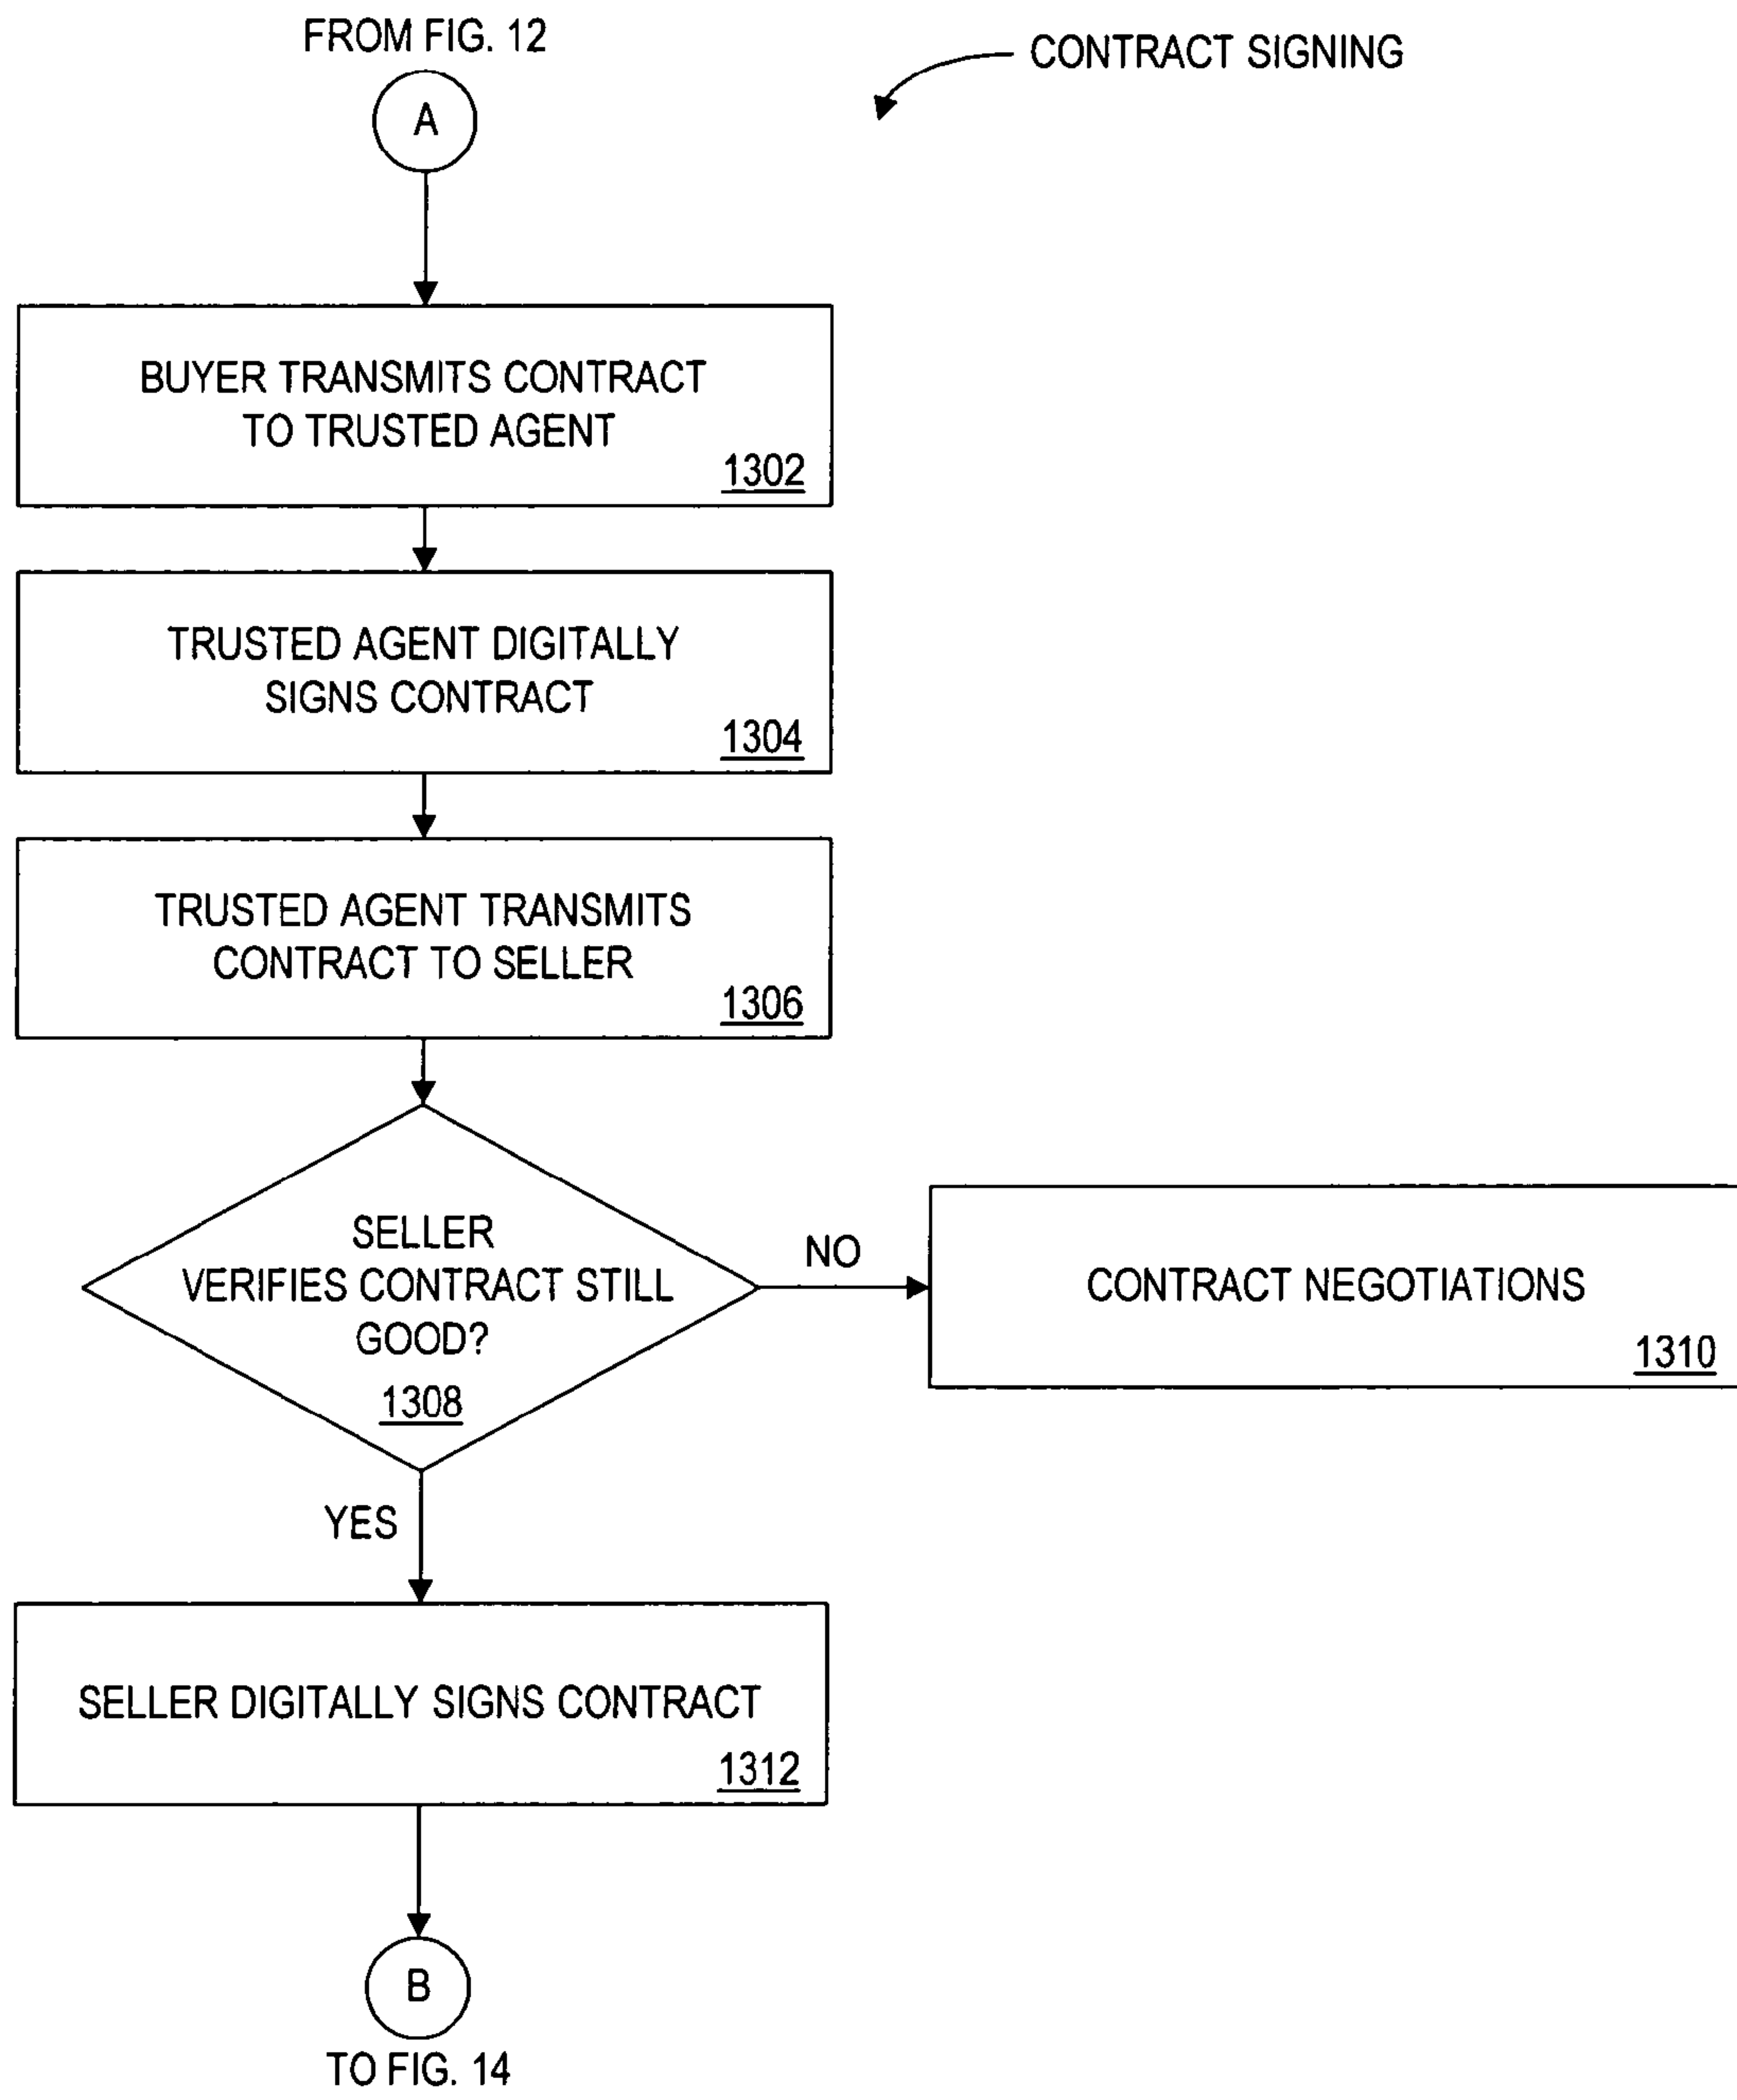 FROM FIG. 12
CONTRACT SIGNING
A
BUYER TRANSMITS CONTRACT
TO TRUSTED AGENT
1302
TRUSTED AGENT DIGITALLY
SIGNS CONTRACT
1304
TRUSTED AGENT TRANSMITS
CONTRACT TO SELLER
1306
SELLER
VERIFIES CONTRACT STILL
GOOD?
1308
NO
CONTRACT NEGOTIATIONS
1310
YES
SELLER DIGITALLY SIGNS CONTRACT
1312
B
TO FIG. 14